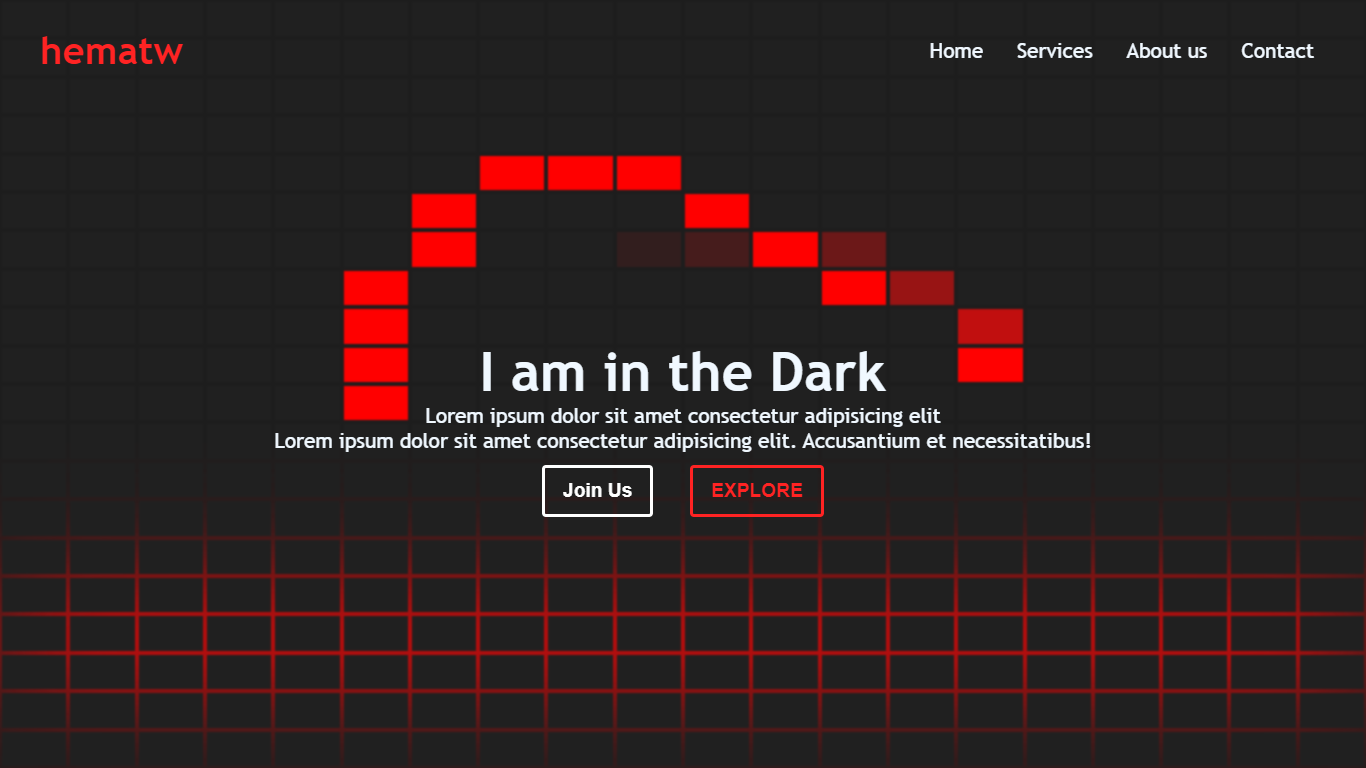 hematw
Home Services About us Contact
I am in the Dark
Lorem ipsum dolor sit amet consectetur adipisicing elit
Lorem ipsum dolor sit amet consectetur adipisicing elit. Accusantium et necessitatibus!
Join Us EXPLORE